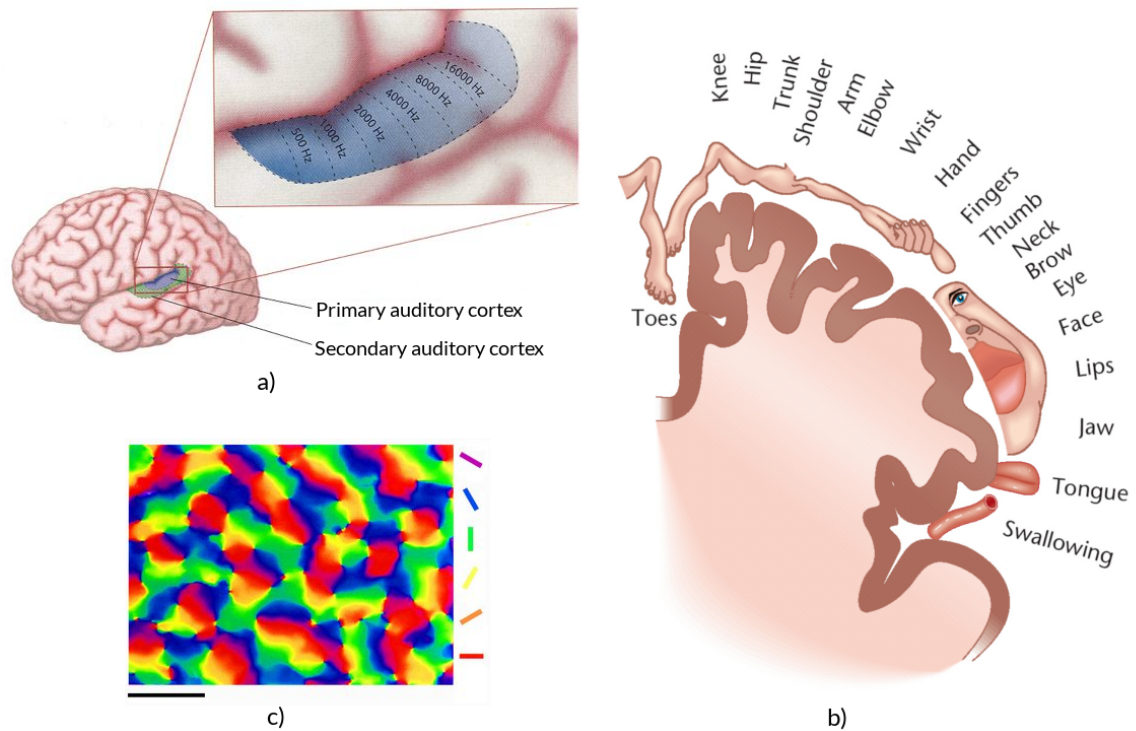 500 Hz
1000 Hz
2000 Hz
4000 Hz
8000 Hz
16000 Hz
Primary auditory cortex
Secondary auditory cortex
a)
Knee
Hip
Trunk
Shoulder
Arm
Elbow
Wrist
Hand
Fingers
Thumb
Neck
Brow
Eye
Face
Lips
Jaw
Tongue
Swallowing
Toes
b)
c)